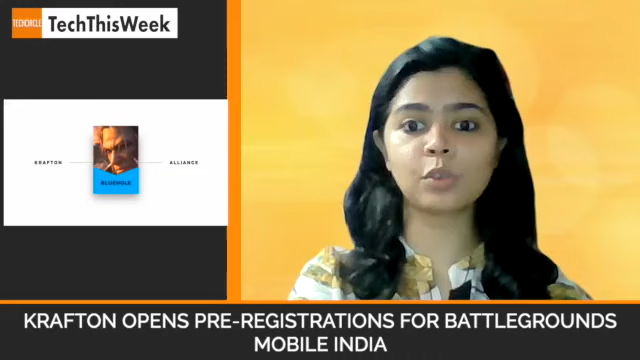 TECHCIRCLE TechThisWeek
KRAFTON ALLIANCE
BLUEHOLE
KRAFTON OPENS PRE-REGISTRATIONS FOR BATTLEGROUNDS
MOBILE INDIA